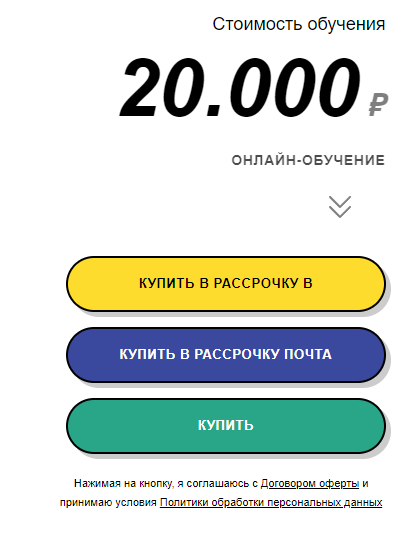 Стоимость обучения
20.000 ₽
ОНЛАЙН-ОБУЧЕНИЕ
КУПИТЬ В РАССРОЧКУ В
КУПИТЬ В РАССРОЧКУ ПОЧТА
КУПИТЬ
Нажимая на кнопку, я соглашаюсь с Договором оферты и
принимаю условия Политики обработки персональных данных